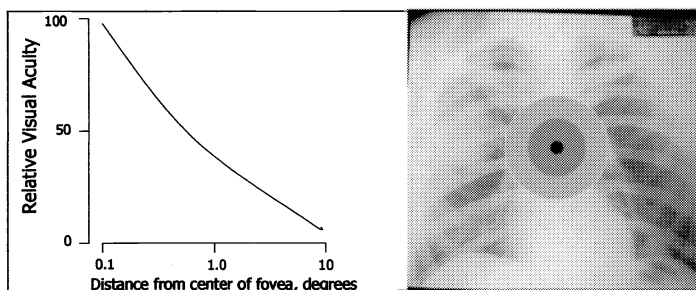 Relative Visual Acuity
100
50
0
0.1 1.0 10
Distance from center of fovea, degrees